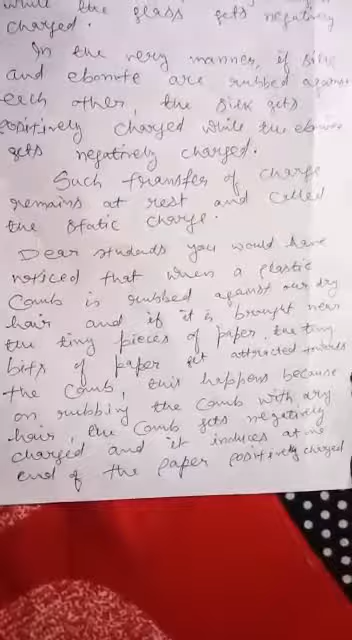 while the glass gets negatively
charged.
In the very manner, if silk
and ebonite are rubbed against
each other, the silk gets
positively charged while the ebonite
gets negatively charged.
Such transfer of charge
remains at rest and called
the static charge.
Dear students you would have
noticed that when a plastic
Comb is rubbed against our dry
hair and if it is brought near
the tiny pieces of paper, the tiny
bits of paper get attracted towards
the Comb, this happens because
on rubbing the Comb with dry
hair, the Comb gets negatively
charged and it induces at
end of the paper positively charged